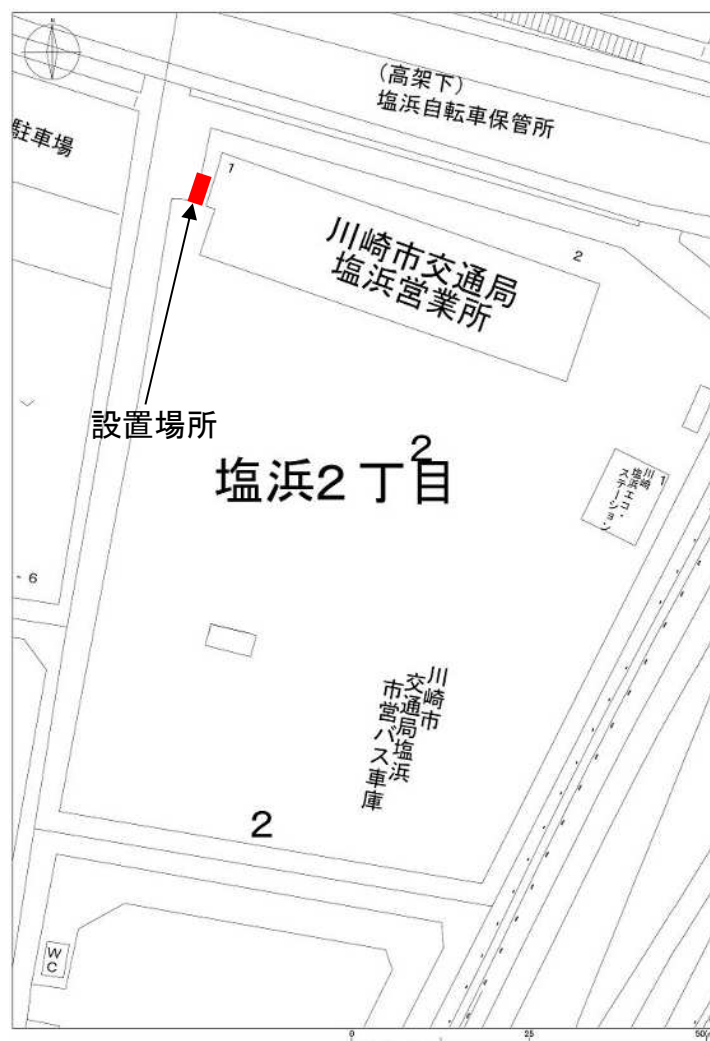 N
(高架下)
塩浜自転車保管所
駐車場
1
川崎市交通局
塩浜営業所
2
設置場所
2
塩浜2丁目
1
川崎
塩浜エコ・
ステーション
- 6
川崎市
交通局塩浜
市営バス車庫
2
WC
0 25 50